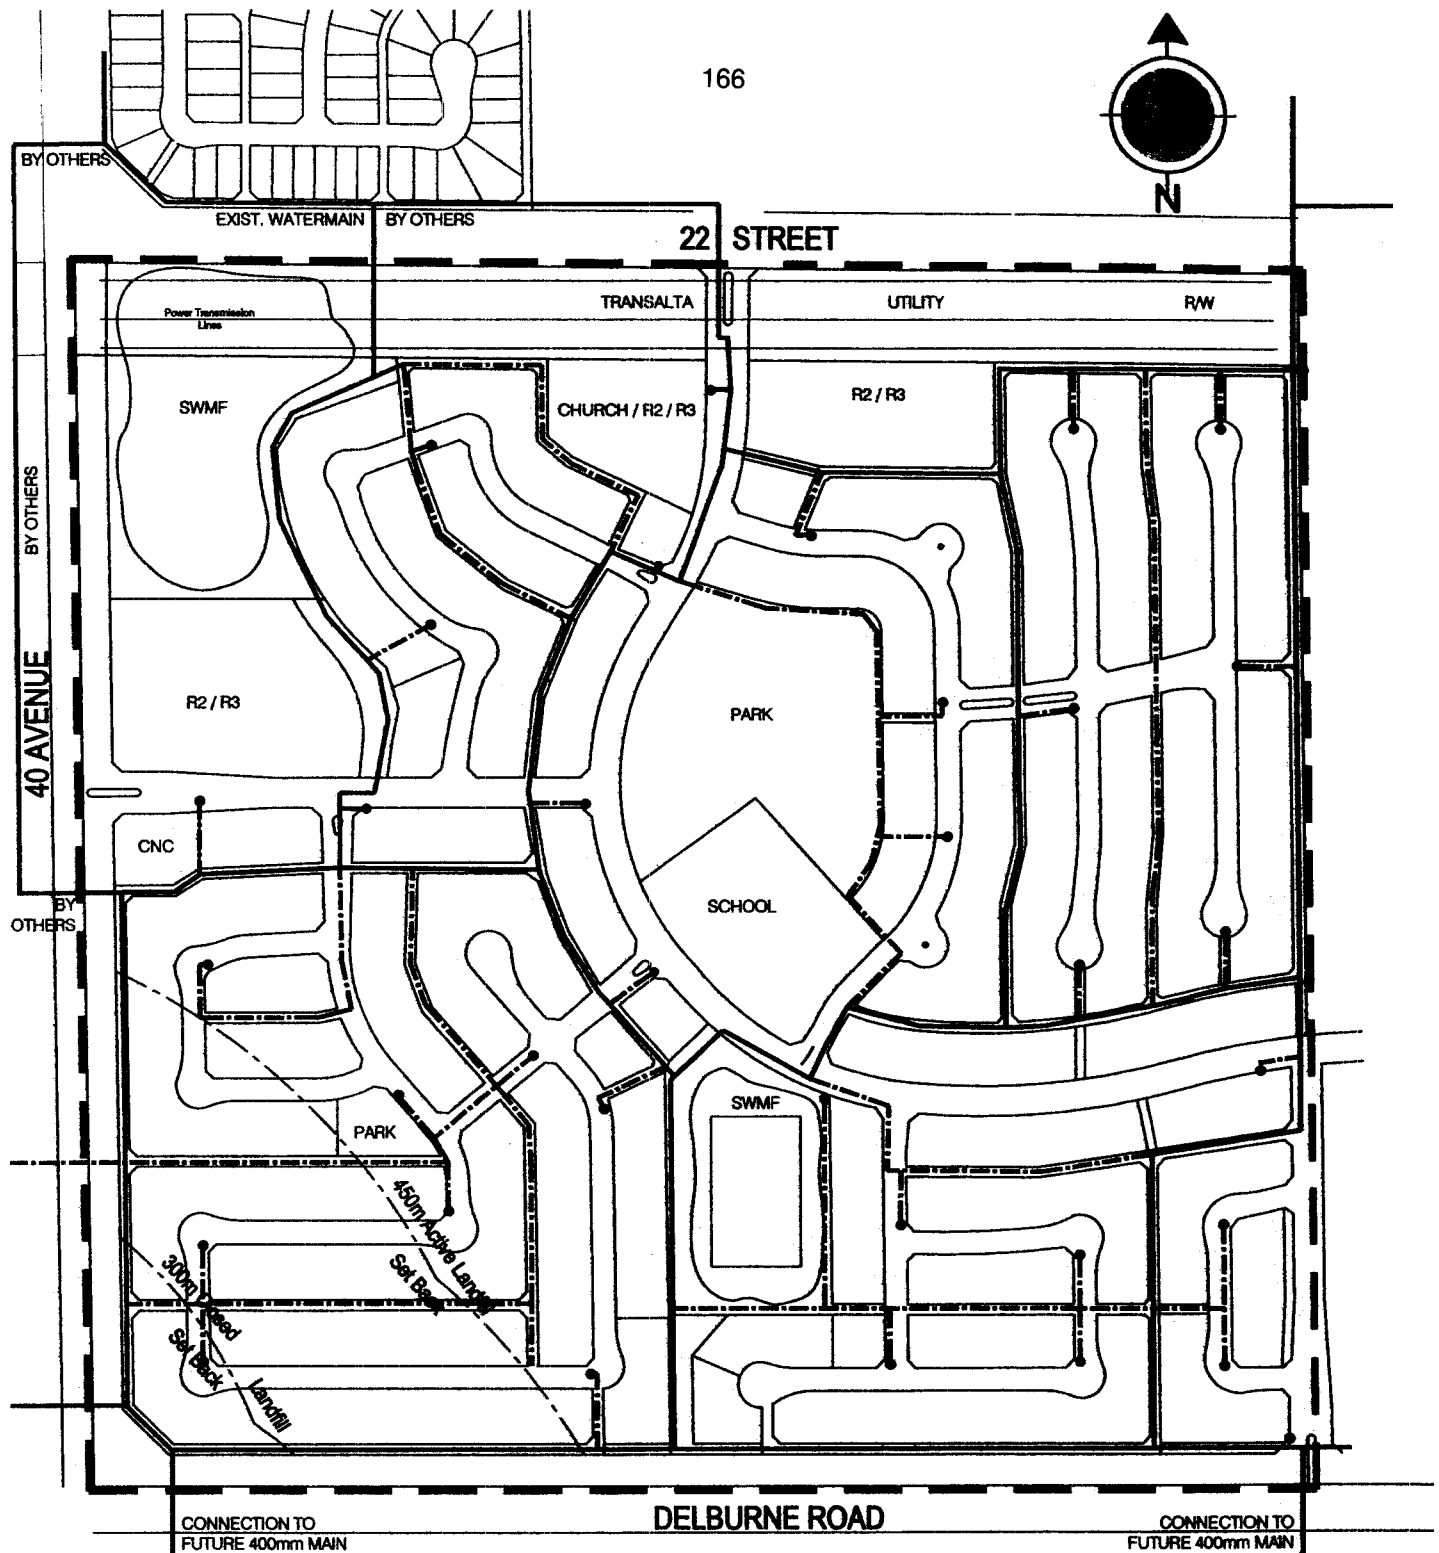 166
N
BY OTHERS
EXIST. WATERMAIN BY OTHERS
22 STREET
TRANSALTA UTILITY R/W
Power Transmission
Lines
SWMF
CHURCH / R2 / R3
R2 / R3
BY OTHERS
40 AVENUE
R2 / R3
PARK
CNC
SCHOOL
BY
OTHERS
SWMF
PARK
450m Active Landfill
Set Back
300m Closed
Set Back
Landfill
DELBURNE ROAD
CONNECTION TO
FUTURE 400mm MAIN
CONNECTION TO
FUTURE 400mm MAIN